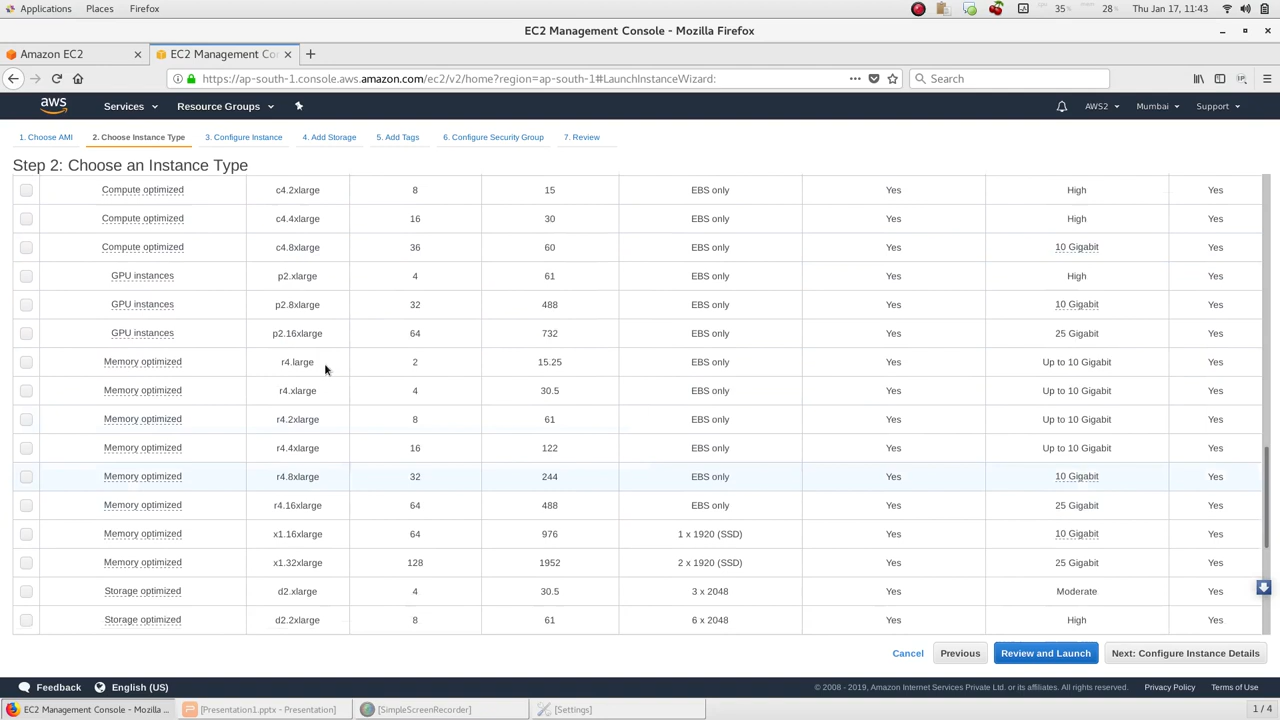 Applications Places Firefox 35% 28% Thu Jan 17, 11:43
EC2 Management Console - Mozilla Firefox
Amazon EC2 EC2 Management Co
https://ap-south-1.console.aws.amazon.com/ec2/v2/home?region=ap-south-1#LaunchInstanceWizard: Search
aws Services Resource Groups AWS2 Mumbai Support
1. Choose AMI 2. Choose Instance Type 3. Configure Instance 4. Add Storage 5. Add Tags 6. Configure Security Group 7. Review
Step 2: Choose an Instance Type
Compute optimized c4.2xlarge 8 15 EBS only Yes High Yes
Compute optimized c4.4xlarge 16 30 EBS only Yes High Yes
Compute optimized c4.8xlarge 36 60 EBS only Yes 10 Gigabit Yes
GPU instances p2.xlarge 4 61 EBS only Yes High Yes
GPU instances p2.8xlarge 32 488 EBS only Yes 10 Gigabit Yes
GPU instances p2.16xlarge 64 732 EBS only Yes 25 Gigabit Yes
Memory optimized r4.large 2 15.25 EBS only Yes Up to 10 Gigabit Yes
Memory optimized r4.xlarge 4 30.5 EBS only Yes Up to 10 Gigabit Yes
Memory optimized r4.2xlarge 8 61 EBS only Yes Up to 10 Gigabit Yes
Memory optimized r4.4xlarge 16 122 EBS only Yes Up to 10 Gigabit Yes
Memory optimized r4.8xlarge 32 244 EBS only Yes 10 Gigabit Yes
Memory optimized r4.16xlarge 64 488 EBS only Yes 25 Gigabit Yes
Memory optimized x1.16xlarge 64 976 1 x 1920 (SSD) Yes 10 Gigabit Yes
Memory optimized x1.32xlarge 128 1952 2 x 1920 (SSD) Yes 25 Gigabit Yes
Storage optimized d2.xlarge 4 30.5 3 x 2048 Yes Moderate Yes
Storage optimized d2.2xlarge 8 61 6 x 2048 Yes High Yes
Cancel Previous Review and Launch Next: Configure Instance Details
Feedback English (US) © 2008 - 2019, Amazon Internet Services Private Ltd. or its affiliates. All rights reserved. Privacy Policy Terms of Use
EC2 Management Console - Mozilla ... [Presentation1.pptx - Presentation] [SimpleScreenRecorder] [Settings] 1 / 4